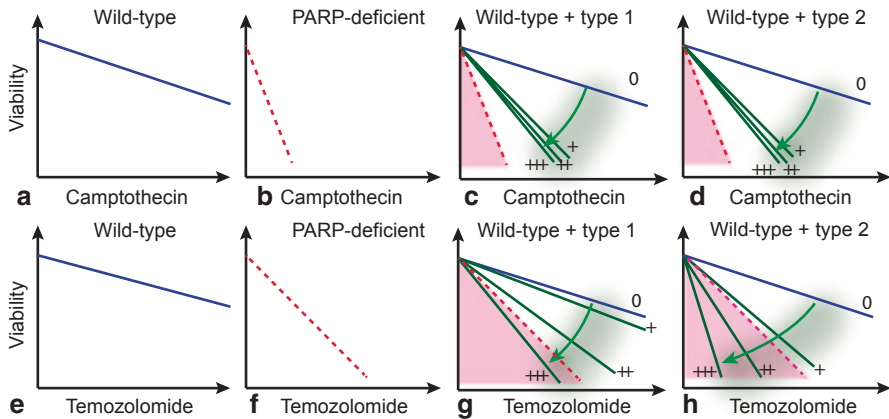 Wild-type
PARP-deficient
Wild-type + type 1
Wild-type + type 2
Viability
0
+
++
+++
0
+
++
+++
a
Camptothecin
b
Camptothecin
c
Camptothecin
d
Camptothecin
Wild-type
PARP-deficient
Wild-type + type 1
Wild-type + type 2
Viability
0
+
++
+++
0
+
++
+++
e
Temozolomide
f
Temozolomide
g
Temozolomide
h
Temozolomide